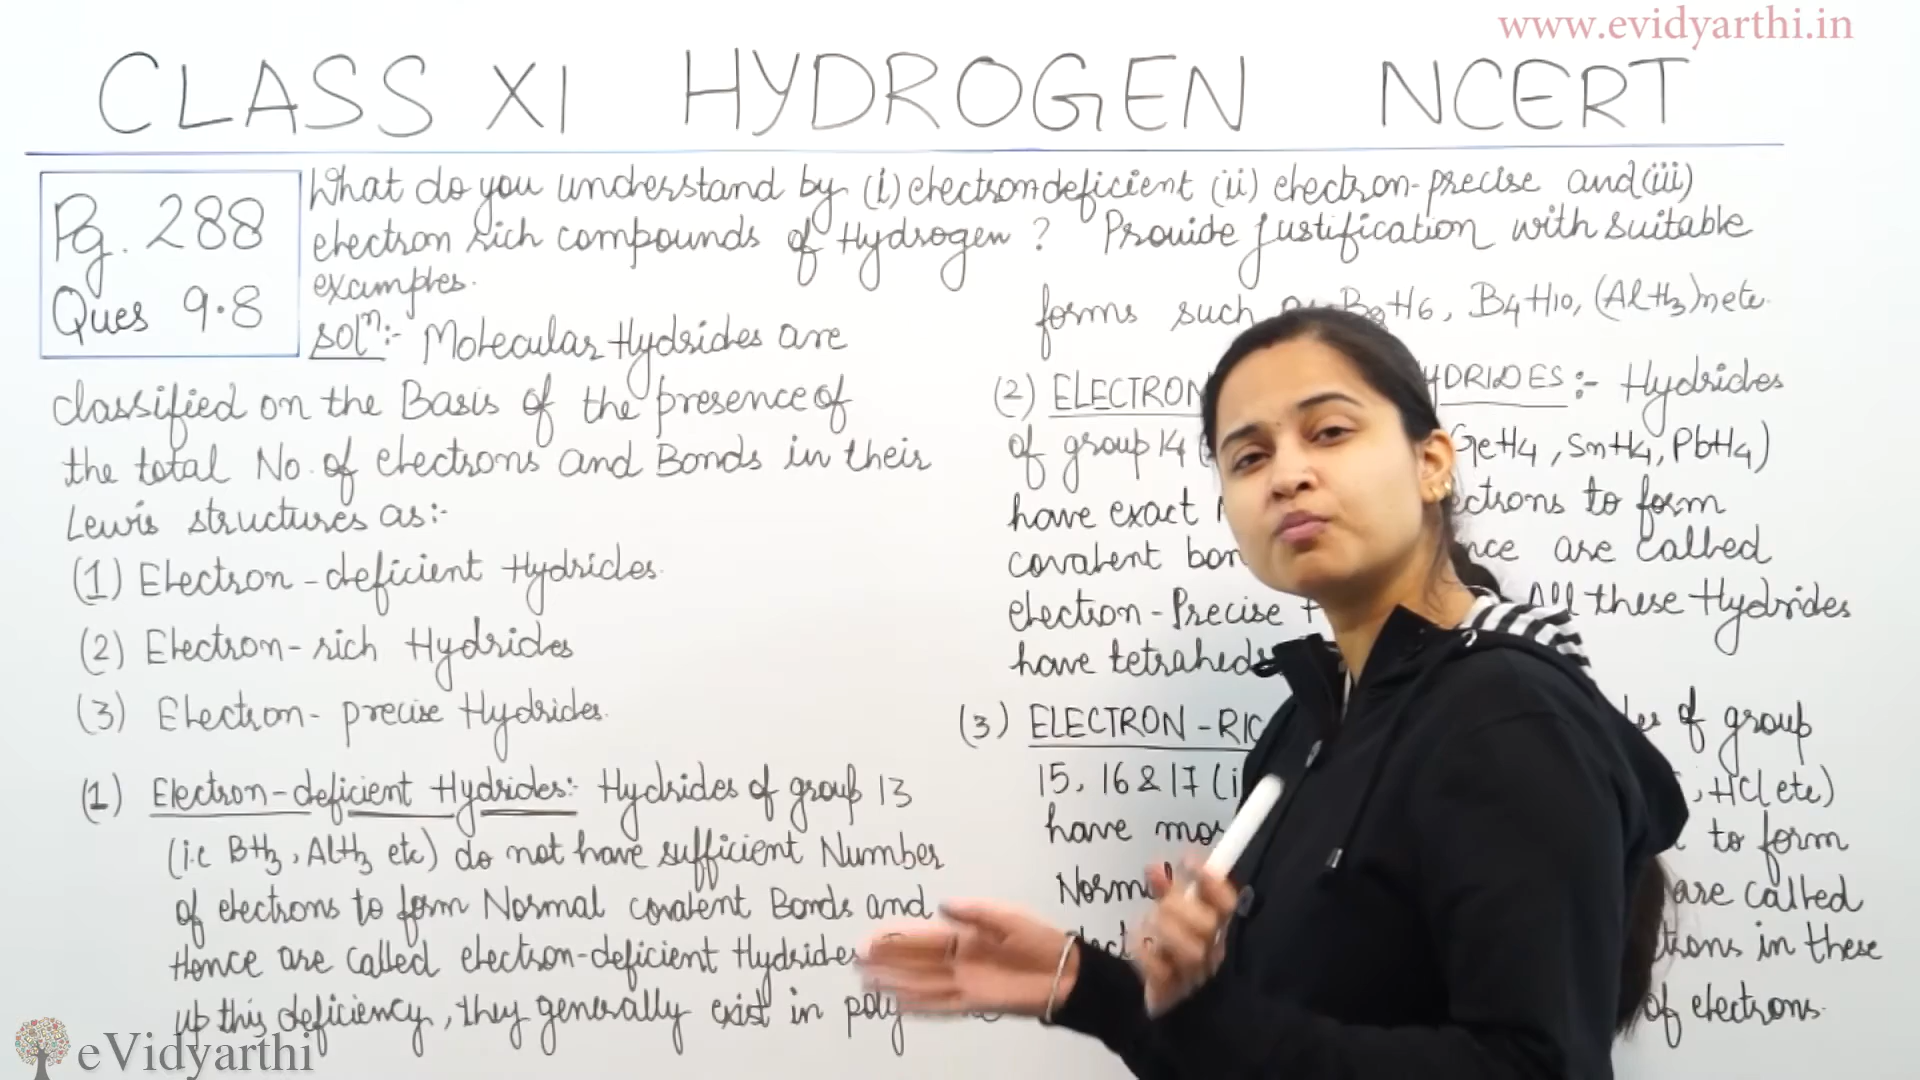 www.evidyarthi.in
CLASS XI HYDROGEN NCERT
Pg. 288
Ques 9.8
What do you understand by (i) electron-deficient (ii) electron-precise and (iii)
electron rich compounds of Hydrogen? Provide justification with suitable
examples.
solⁿ:- Molecular Hydrides are
classified on the Basis of the presence of
the total No. of electrons and Bonds in their
Lewis structures as:-
(1) Electron-deficient Hydrides.
(2) Electron-rich Hydrides
(3) Electron-precise Hydrides.
(1) Electron-deficient Hydrides:- Hydrides of group 13
(i.e BH₃, AlH₃ etc) do not have sufficient Number
of electrons to form Normal covalent Bonds and
Hence are called electron-deficient Hydrides
up this deficiency, they generally exist in poly
forms such B₂H₆, B₄H₁₀, (AlH₃)n etc.
(2) ELECTRON HYDRIDES:- Hydrides
of group 14 ( GeH₄, SnH₄, PbH₄)
have exact electrons to form
covalent bon are called
electron-Precise All these Hydrides
have tetrahed
(3) ELECTRON-RIC of group
15, 16 & 17 (i , HCl etc)
have mor to form
Norma are called
elect trons in these
of electrons.
eVidyarthi